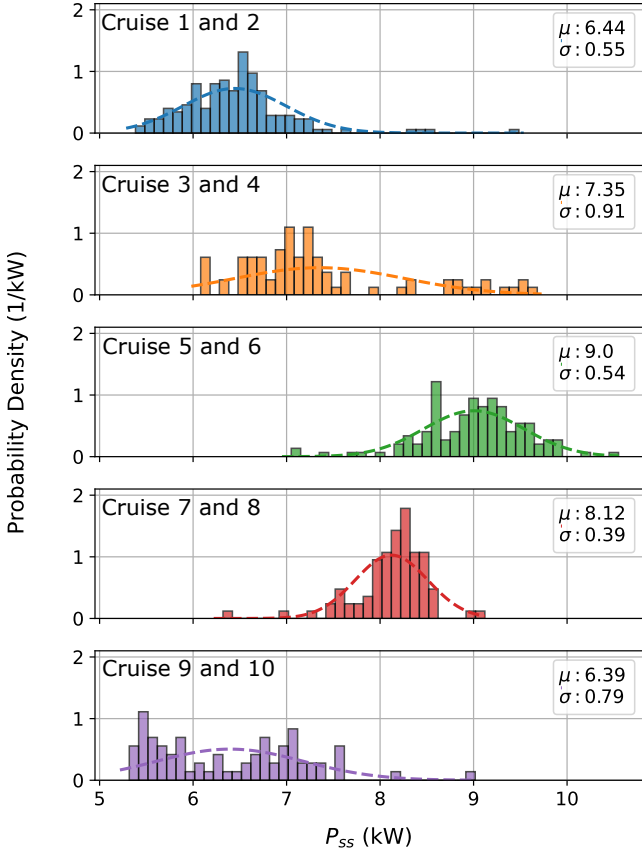 2
Cruise 1 and 2
μ : 6.44
σ : 0.55
1
0
2
Cruise 3 and 4
μ : 7.35
σ : 0.91
1
0
2
Cruise 5 and 6
μ : 9.0
σ : 0.54
1
0
2
Cruise 7 and 8
μ : 8.12
σ : 0.39
1
0
2
Cruise 9 and 10
μ : 6.39
σ : 0.79
1
0
5 6 7 8 9 10
Probability Density (1/kW)
Pss (kW)